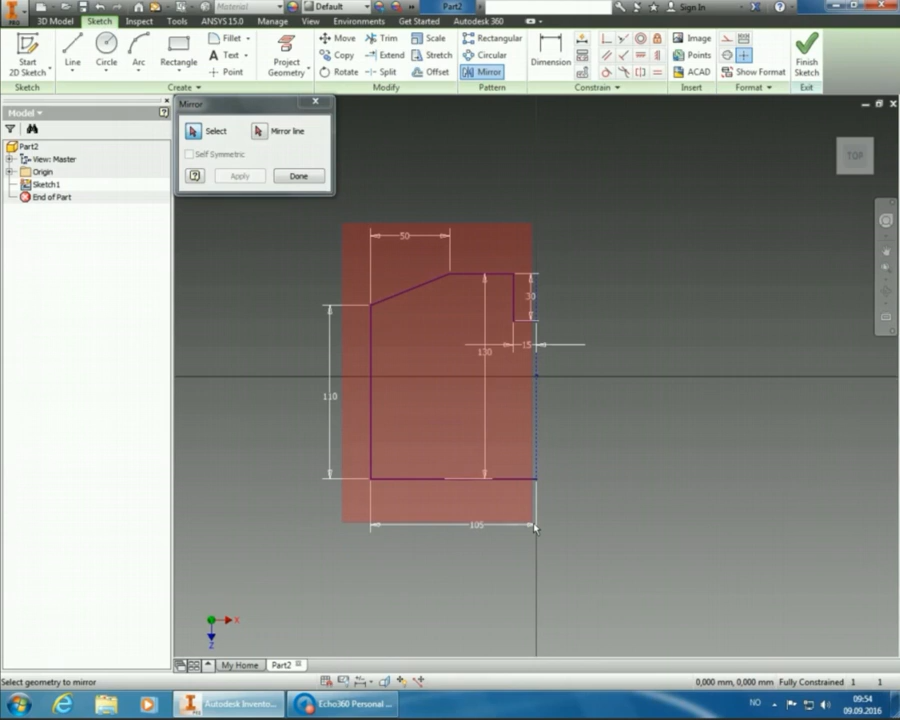 Material
Default
Part2
Sign In
PRO
3D Model
Sketch
Inspect
Tools
ANSYS 15.0
Manage
View
Environments
Get Started
Autodesk 360
Start
2D Sketch
Line
Circle
Arc
Rectangle
Fillet
Text
Point
Project
Geometry
Move
Copy
Rotate
Trim
Extend
Split
Scale
Stretch
Offset
Rectangular
Circular
Mirror
Dimension
Image
Points
ACAD
Show Format
Finish
Sketch
Sketch
Create
Modify
Pattern
Constrain
Insert
Format
Exit
Model
Part2
View: Master
Origin
Sketch1
End of Part
Mirror
Select
Mirror line
Self Symmetric
Apply
Done
TOP
50
30
15
130
110
105
X
Z
My Home
Part2
Select geometry to mirror
0,000 mm, 0,000 mm Fully Constrained 1 1
Autodesk Invento...
Echo360 Personal ...
NO
09:54
09.09.2016